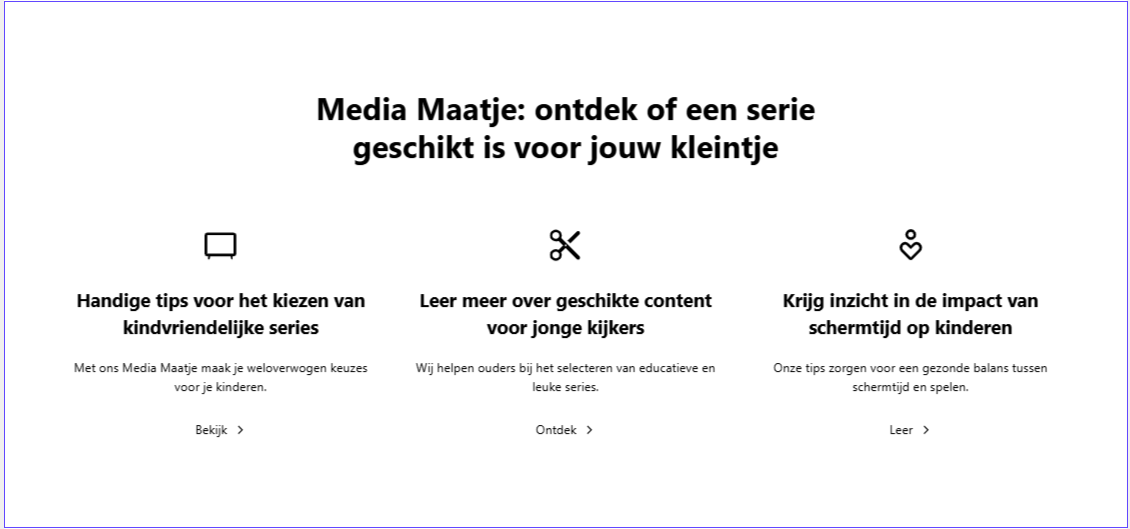 Media Maatje: ontdek of een serie
geschikt is voor jouw kleintje
Handige tips voor het kiezen van
kindvriendelijke series
Met ons Media Maatje maak je weloverwogen keuzes
voor je kinderen.
Bekijk
Leer meer over geschikte content
voor jonge kijkers
Wij helpen ouders bij het selecteren van educatieve en
leuke series.
Ontdek
Krijg inzicht in de impact van
schermtijd op kinderen
Onze tips zorgen voor een gezonde balans tussen
schermtijd en spelen.
Leer